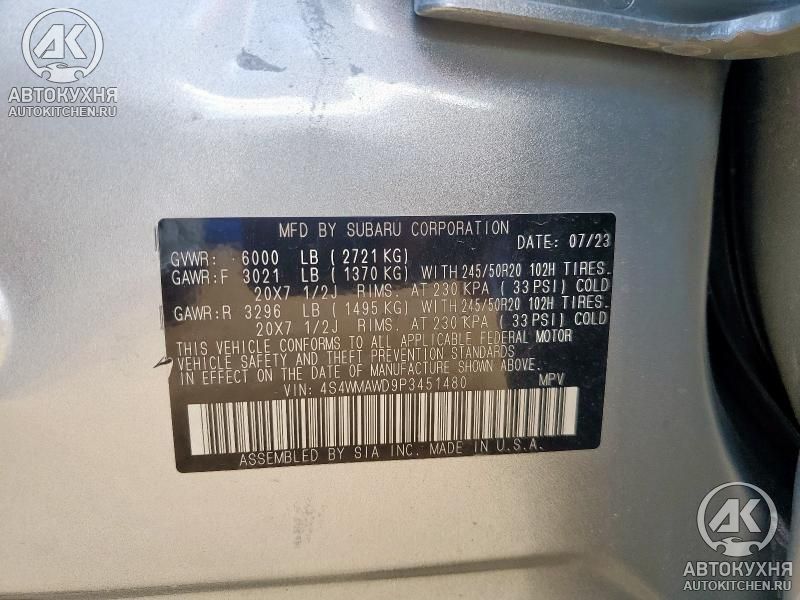 AK
АВТОКУХНЯ
AUTOKITCHEN.RU
MFD BY SUBARU CORPORATION
DATE: 07/23
GVWR: 6000 LB ( 2721 KG)
GAWR:F 3021 LB ( 1370 KG) WITH 245/50R20 102H TIRES.
20X7 1/2J RIMS. AT 230 KPA ( 33 PSI) COLD
GAWR:R 3296 LB ( 1495 KG) WITH 245/50R20 102H TIRES.
20X7 1/2J RIMS. AT 230 KPA ( 33 PSI) COLD
THIS VEHICLE CONFORMS TO ALL APPLICABLE FEDERAL MOTOR
VEHICLE SAFETY AND THEFT PREVENTION STANDARDS
IN EFFECT ON THE DATE OF MANUFACTURE SHOWN ABOVE.
VIN: 4S4WMAWD9P3451480 MPV
ASSEMBLED BY SIA INC. MADE IN U.S.A.
AK
АВТОКУХНЯ
AUTOKITCHEN.RU